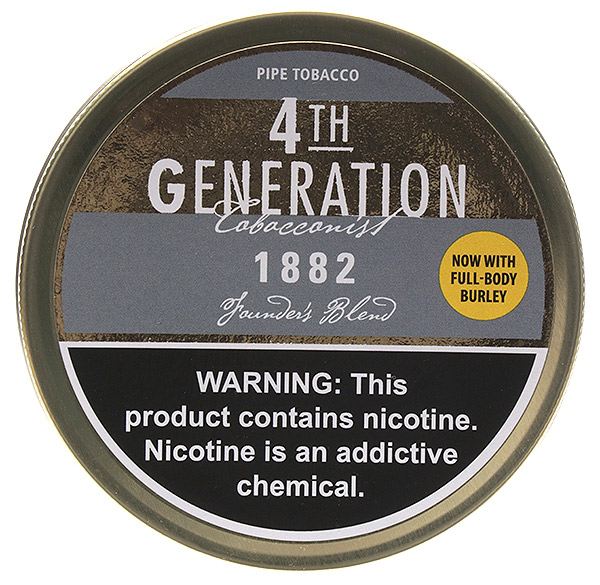 PIPE TOBACCO
4TH
GENERATION
Tobacconist
1882
Founder's Blend
NOW WITH
FULL-BODY
BURLEY
WARNING: This
product contains nicotine.
Nicotine is an addictive
chemical.